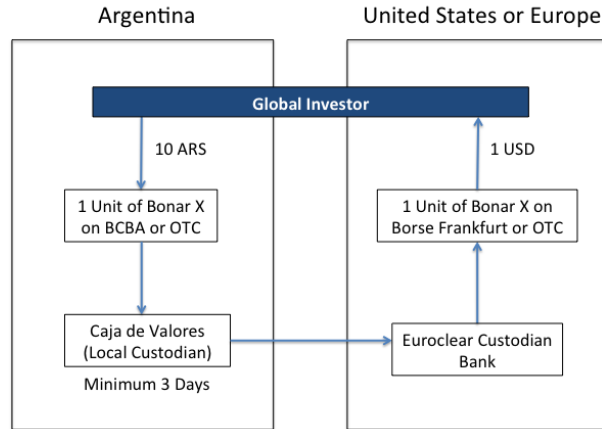 Argentina
United States or Europe
Global Investor
10 ARS
1 USD
1 Unit of Bonar X
on BCBA or OTC
1 Unit of Bonar X on
Borse Frankfurt or OTC
Caja de Valores
(Local Custodian)
Euroclear Custodian
Bank
Minimum 3 Days